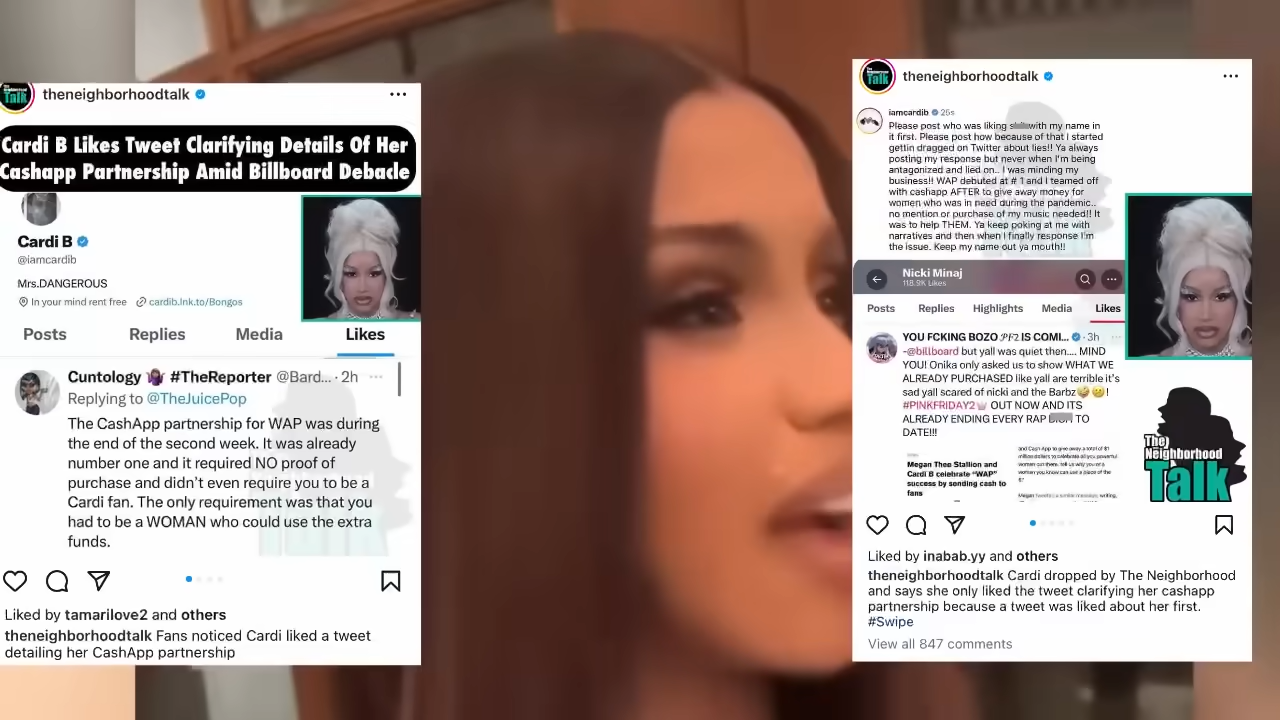 theneighborhoodtalk
Cardi B Likes Tweet Clarifying Details Of Her
Cashapp Partnership Amid Billboard Debacle
Cardi B
@iamcardib
Mrs.DANGEROUS
In your mind rent free cardib.lnk.to/Bongos
Posts Replies Media Likes
Cuntology #TheReporter @Bard... · 2h
Replying to @TheJuicePop
The CashApp partnership for WAP was during
the end of the second week. It was already
number one and it required NO proof of
purchase and didn't even require you to be a
Cardi fan. The only requirement was that you
had to be a WOMAN who could use the extra
funds.
Liked by tamarilove2 and others
theneighborhoodtalk Fans noticed Cardi liked a tweet
detailing her CashApp partnership
The
Neighborhood
Talk
theneighborhoodtalk
iamcardib 25s
Please post who was liking with my name in
it first. Please post how because of that I started
gettin dragged on Twitter about lies!! Ya always
posting my response but never when I'm being
antagonized and lied on.. I was minding my
business!! WAP debuted at # 1 and I teamed off
with cashapp AFTER to give away money for
women who was in need during the pandemic..
no mention or purchase of my music needed!! It
was to help THEM. Ya keep poking at me with
narratives and then when I finally response I'm
the issue. Keep my name out ya mouth!!
Nicki Minaj
118.9K Likes
Posts Replies Highlights Media Likes
YOU FCKING BOZO PF2 IS COMI... · 3h
-@billboard but yall was quiet then.... MIND
YOU! Onika only asked us to show WHAT WE
ALREADY PURCHASED like yall are terrible it's
sad yall scared of nicki and the Barbz !
#PINKFRIDAY2 OUT NOW AND ITS
ALREADY ENDING EVERY RAP TO
DATE!!!
Megan Thee Stallion and
Cardi B celebrate "WAP"
success by sending cash to
fans
The
Neighborhood
Talk
Liked by inabab.yy and others
theneighborhoodtalk Cardi dropped by The Neighborhood
and says she only liked the tweet clarifying her cashapp
partnership because a tweet was liked about her first.
#Swipe
View all 847 comments